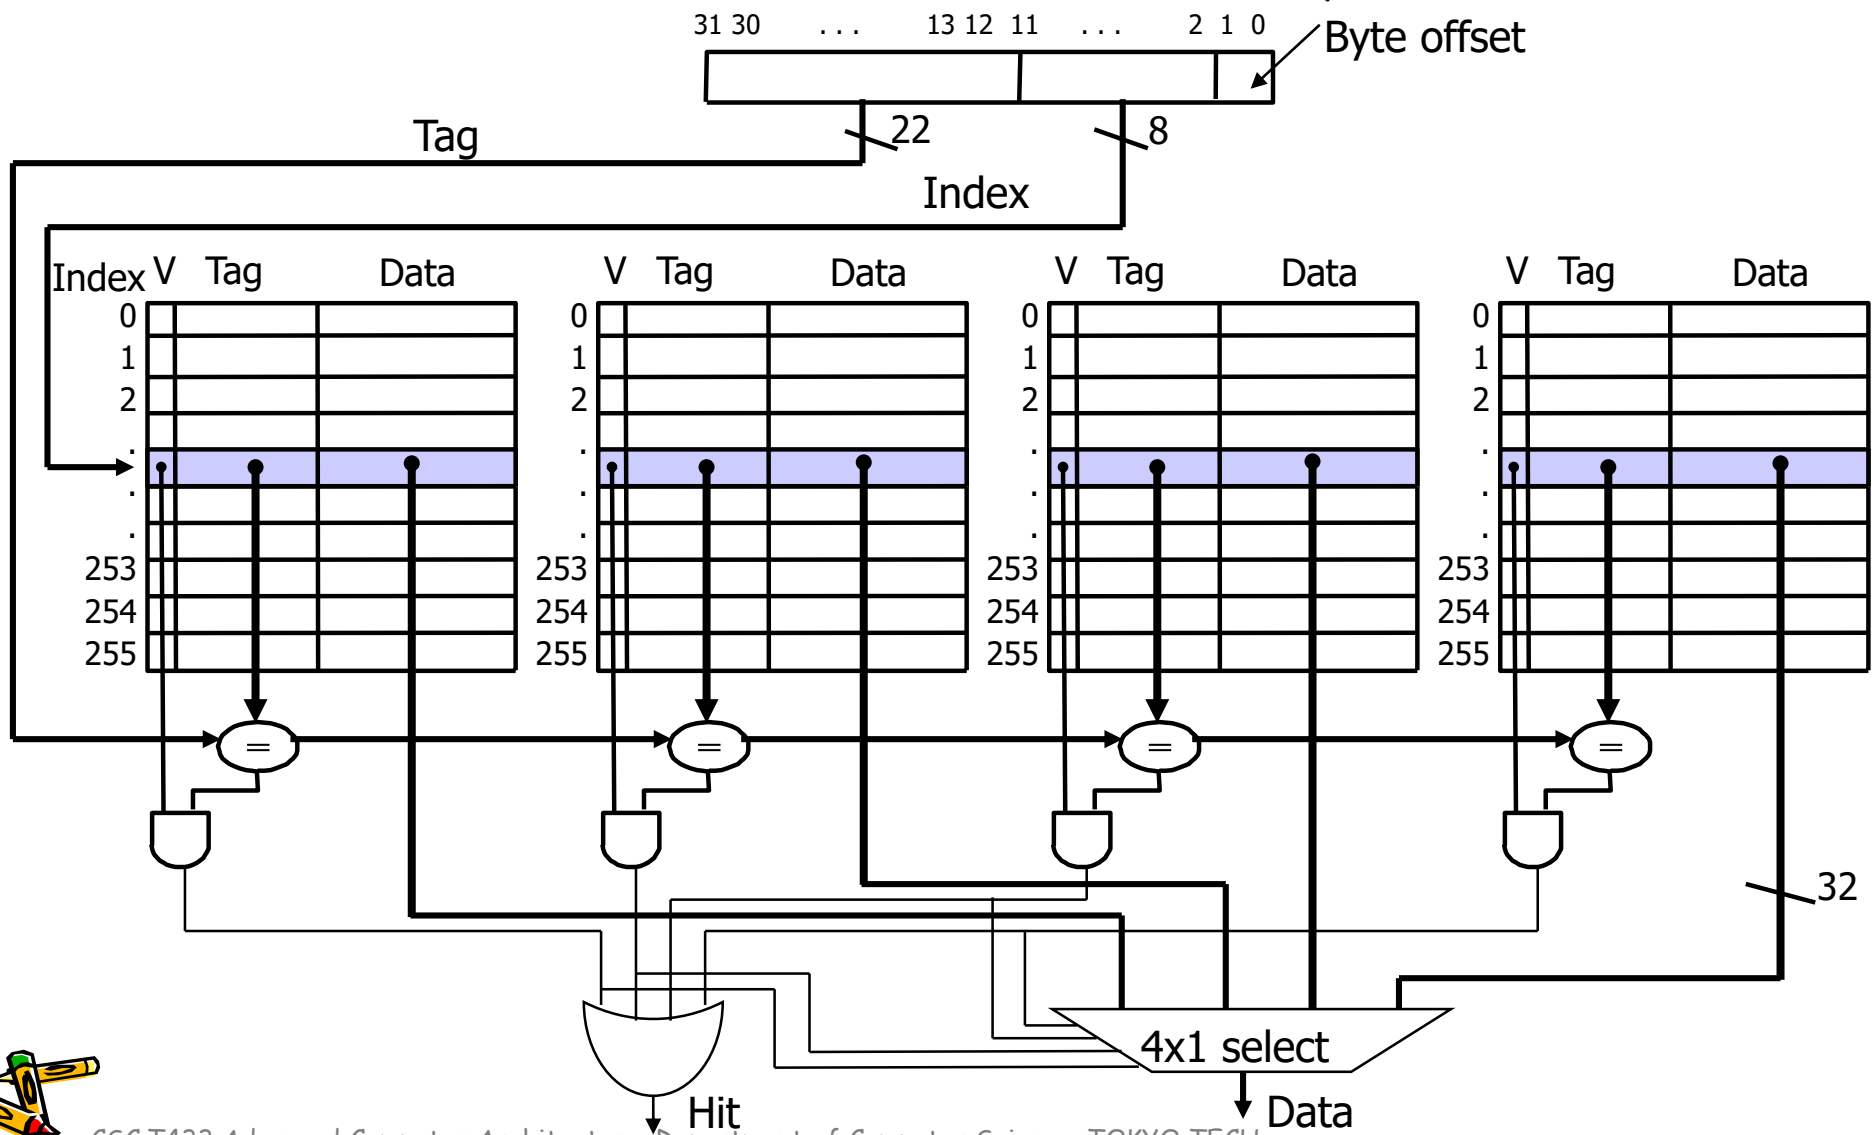 31 30 . . . 13 12 11 . . . 2 1 0
Byte offset
22
8
Tag
Index
Index V Tag Data V Tag Data V Tag Data V Tag Data
0 0 0 0
1 1 1 1
2 2 2 2
. . . .
. . . .
. . . .
253 253 253 253
254 254 254 254
255 255 255 255
= = = =
32
4x1 select
Hit
Data
TOKYO TECH